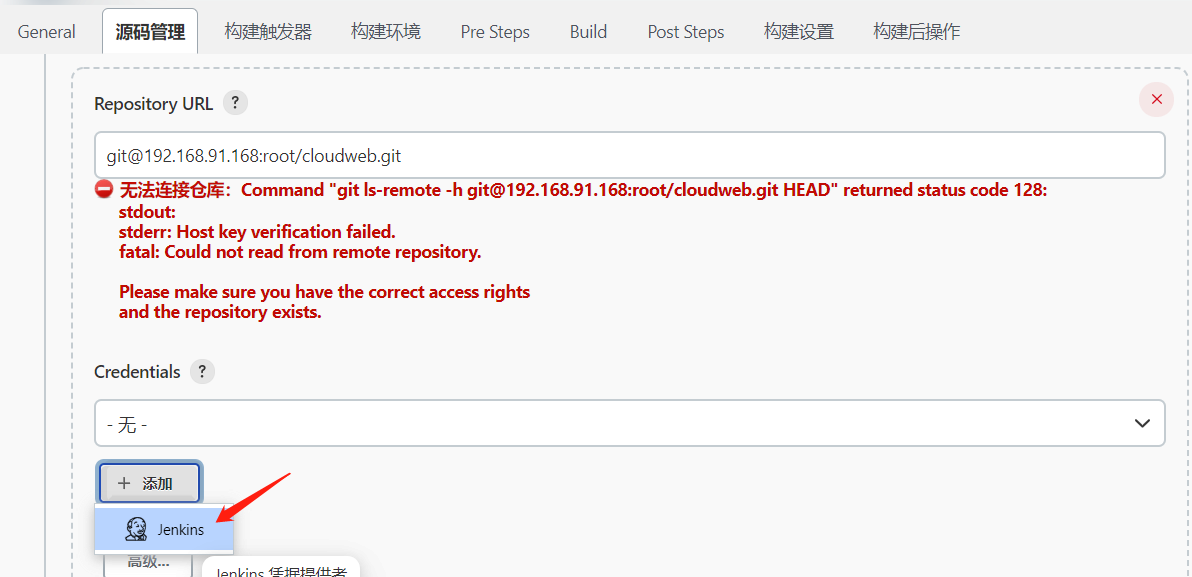 General 源码管理 构建触发器 构建环境 Pre Steps Build Post Steps 构建设置 构建后操作
Repository URL ?
git@192.168.91.168:root/cloudweb.git
无法连接仓库：Command "git ls-remote -h git@192.168.91.168:root/cloudweb.git HEAD" returned status code 128:
stdout:
stderr: Host key verification failed.
fatal: Could not read from remote repository.
Please make sure you have the correct access rights
and the repository exists.
Credentials ?
- 无 -
添加
Jenkins
高级...
Jenkins 凭据提供者